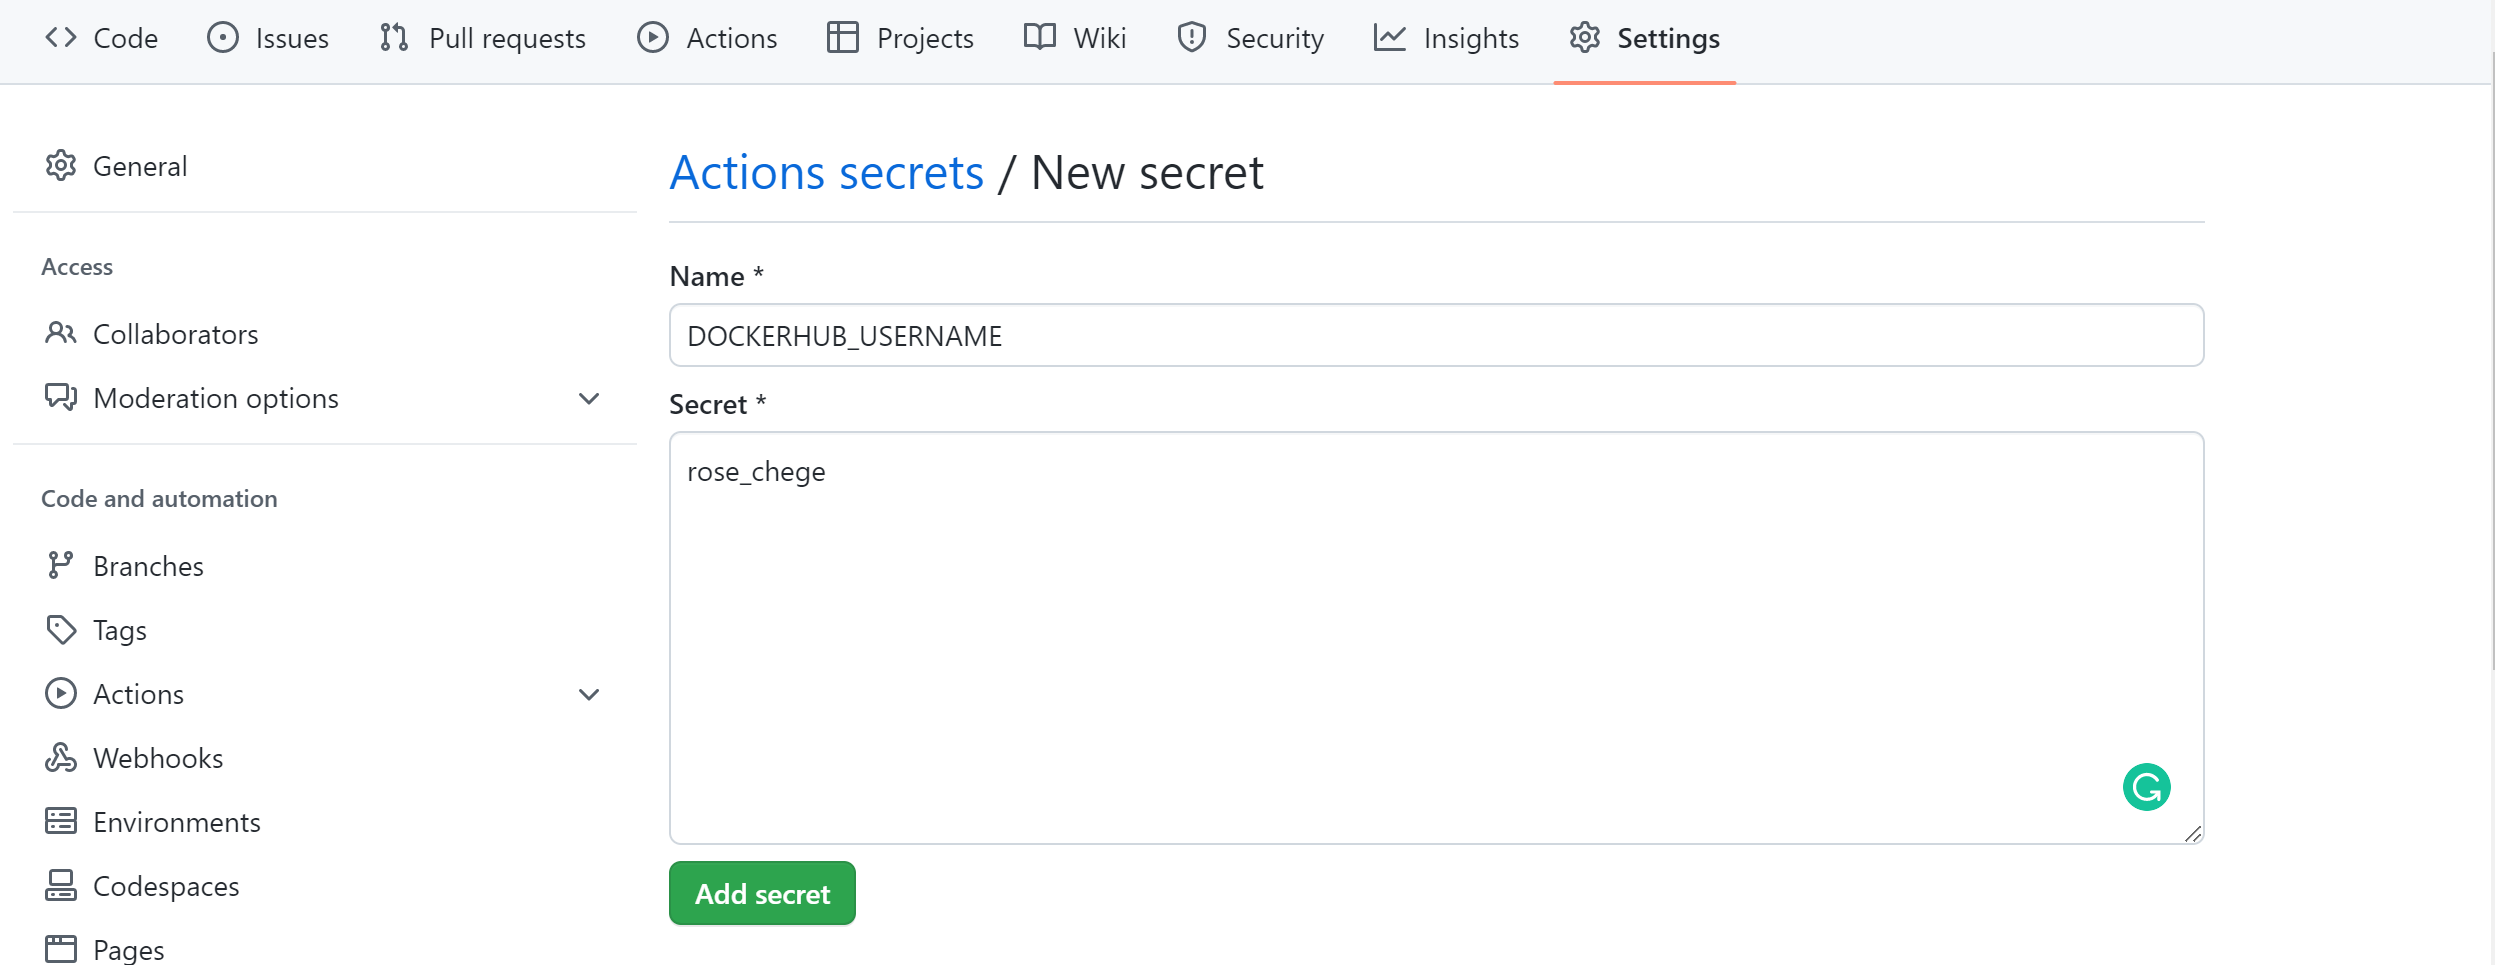 Code Issues Pull requests Actions Projects Wiki Security Insights Settings
General
Access
Collaborators
Moderation options
Code and automation
Branches
Tags
Actions
Webhooks
Environments
Codespaces
Pages
Actions secrets / New secret
Name *
DOCKERHUB_USERNAME
Secret *
rose_chege
Add secret